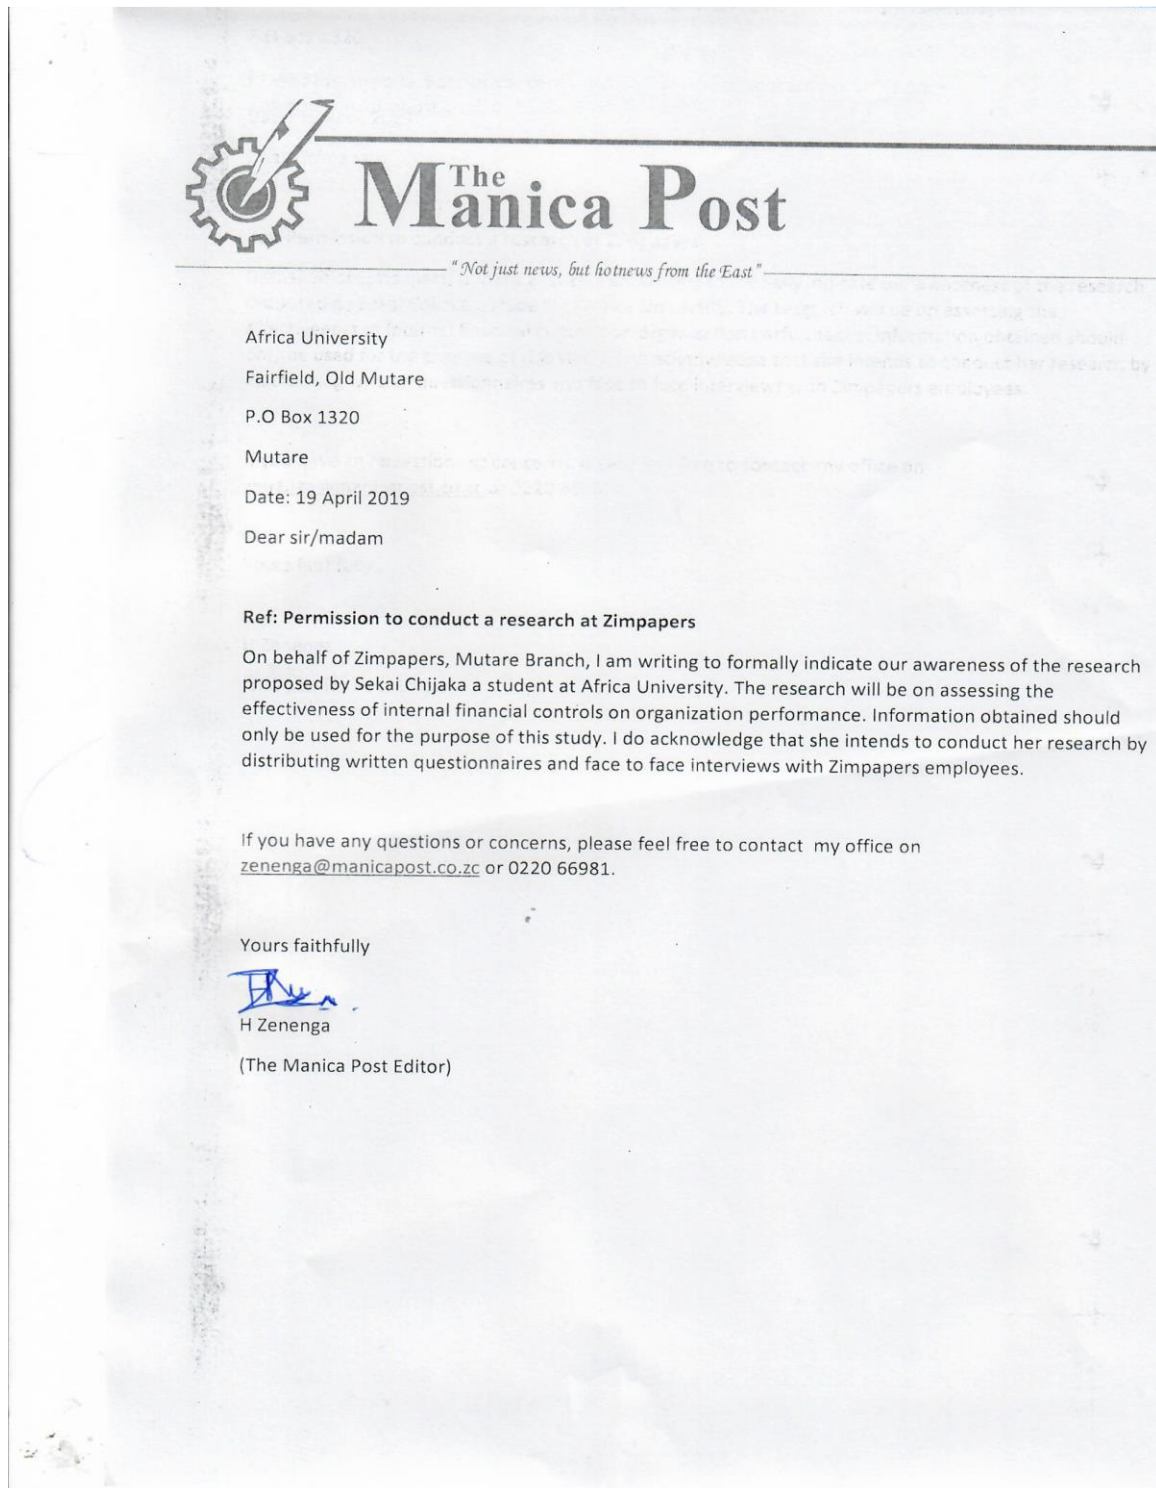 The
Manica Post
"Not just news, but hotnews from the East"
Africa University
Fairfield, Old Mutare
P.O Box 1320
Mutare
Date: 19 April 2019
Dear sir/madam
Ref: Permission to conduct a research at Zimpapers
On behalf of Zimpapers, Mutare Branch, I am writing to formally indicate our awareness of the research
proposed by Sekai Chijaka a student at Africa University. The research will be on assessing the
effectiveness of internal financial controls on organization performance. Information obtained should
only be used for the purpose of this study. I do acknowledge that she intends to conduct her research by
distributing written questionnaires and face to face interviews with Zimpapers employees.
If you have any questions or concerns, please feel free to contact  my office on
zenenga@manicapost.co.zc or 0220 66981.
Yours faithfully
H Zenenga
(The Manica Post Editor)